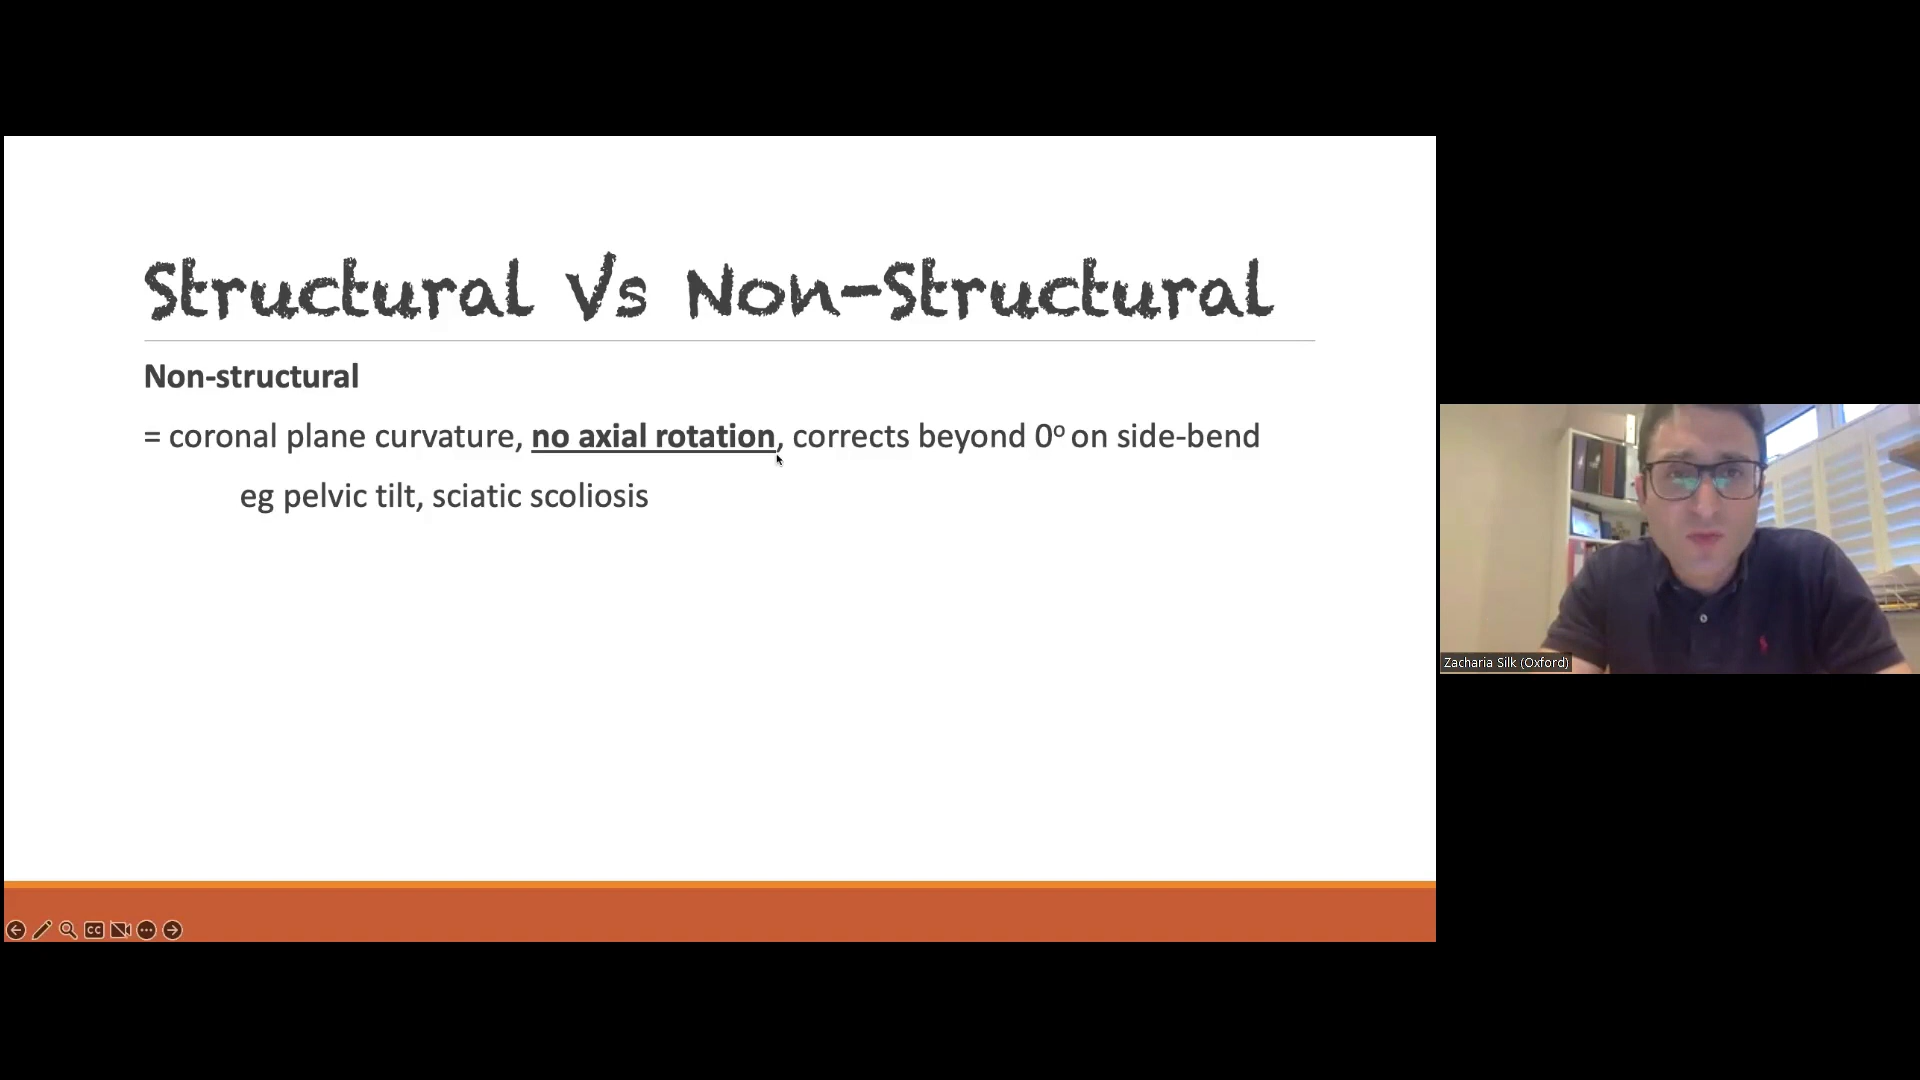 Structural Vs Non-Structural
Non-structural
= coronal plane curvature, no axial rotation, corrects beyond 0º on side-bend
eg pelvic tilt, sciatic scoliosis
Zacharia Silk (Oxford)
CC